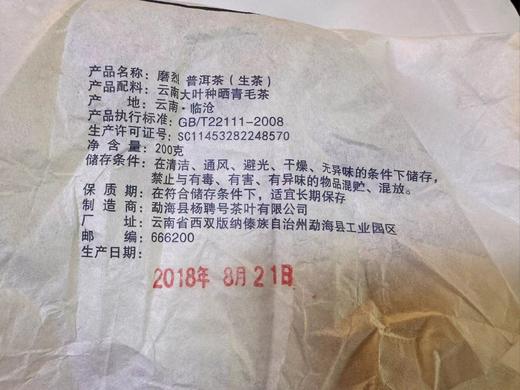 产品名称：磨烈 普洱茶（生茶）
产品配料：云南大叶种晒青毛茶
产 地：云南·临沧
产品执行标准：GB/T22111-2008
生产许可证号：SC11453282248570
净 含 量：200克
储存条件：在清洁、通风、避光、干燥、无异味的条件下储存，
禁止与有毒、有害、有异味的物品混贮、混放。
保 质 期：在符合储存条件下，适宜长期保存
制 造 商：勐海县杨聘号茶叶有限公司
厂 址：云南省西双版纳傣族自治州勐海县工业园区
邮 编：666200
生产日期：
2018年 8月21日